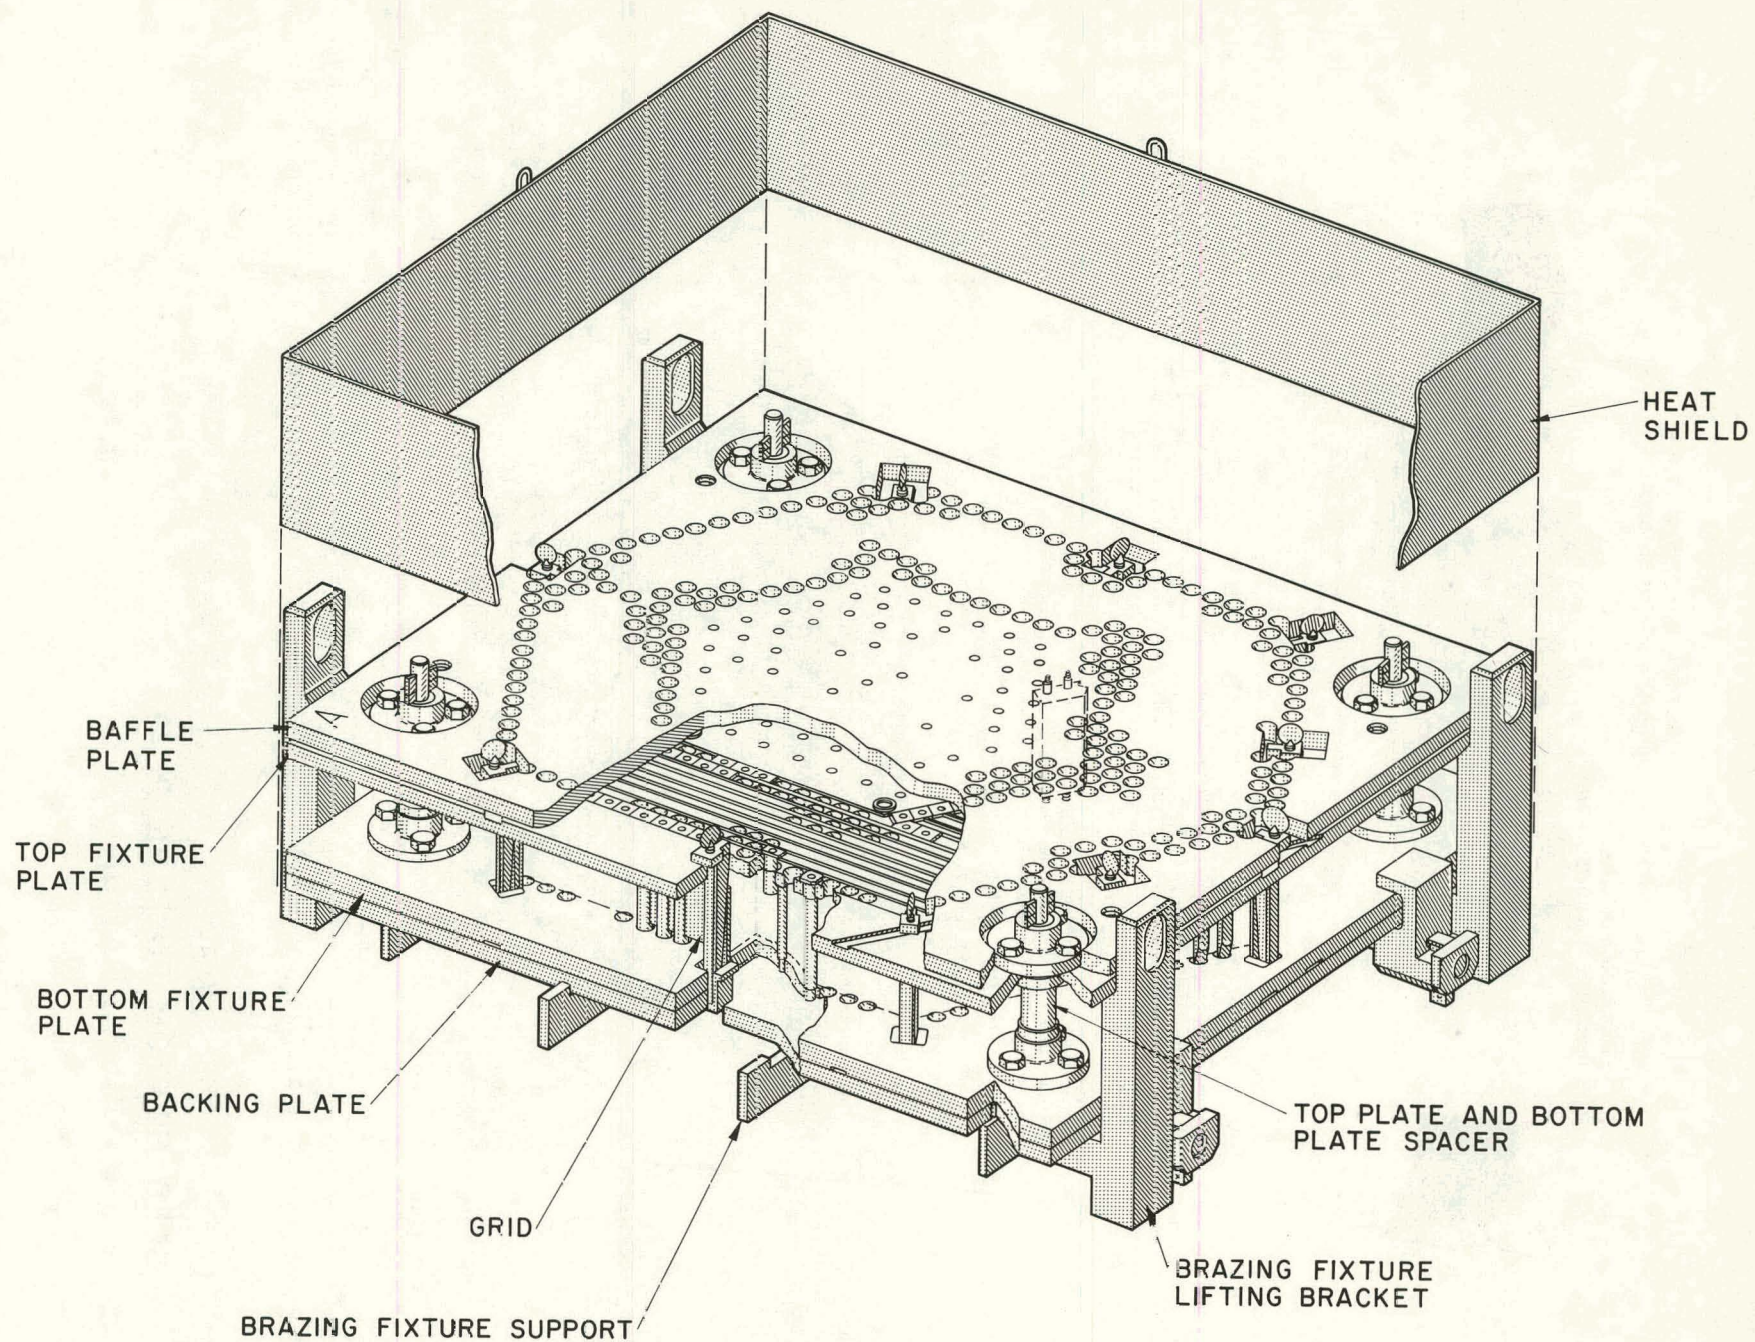 HEAT
SHIELD
A
BAFFLE
PLATE
TOP FIXTURE
PLATE
BOTTOM FIXTURE
PLATE
BACKING PLATE
TOP PLATE AND BOTTOM
PLATE SPACER
GRID
BRAZING FIXTURE
LIFTING BRACKET
BRAZING FIXTURE SUPPORT